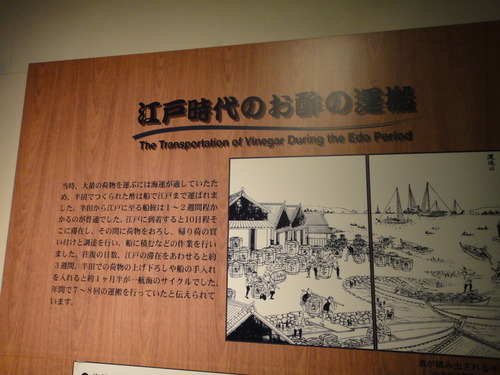 江戸時代のお酢の運搬
The Transportation of Vinegar During the Edo Period
当時、大量の荷物を運ぶには海運が適していたた
め、半田でつくられた酢は船で江戸まで運ばれま
した。半田から江戸に至る船旅は1~2週間程か
かるのが普通でした。江戸に到着すると10日程そ
こに滞在し、その間に荷物をおろし、帰り荷の買
い付けと調達を行い、船に積むなどの作業を行い
ました。往復の日数、江戸の滞在をあわせると約
3週間。半田での荷物の上げ下ろしや船の手入れ
を入れると約1ヶ月半が一航海のサイクルでした。
年間で7~8回の運搬を行っていたと伝えられて
います。